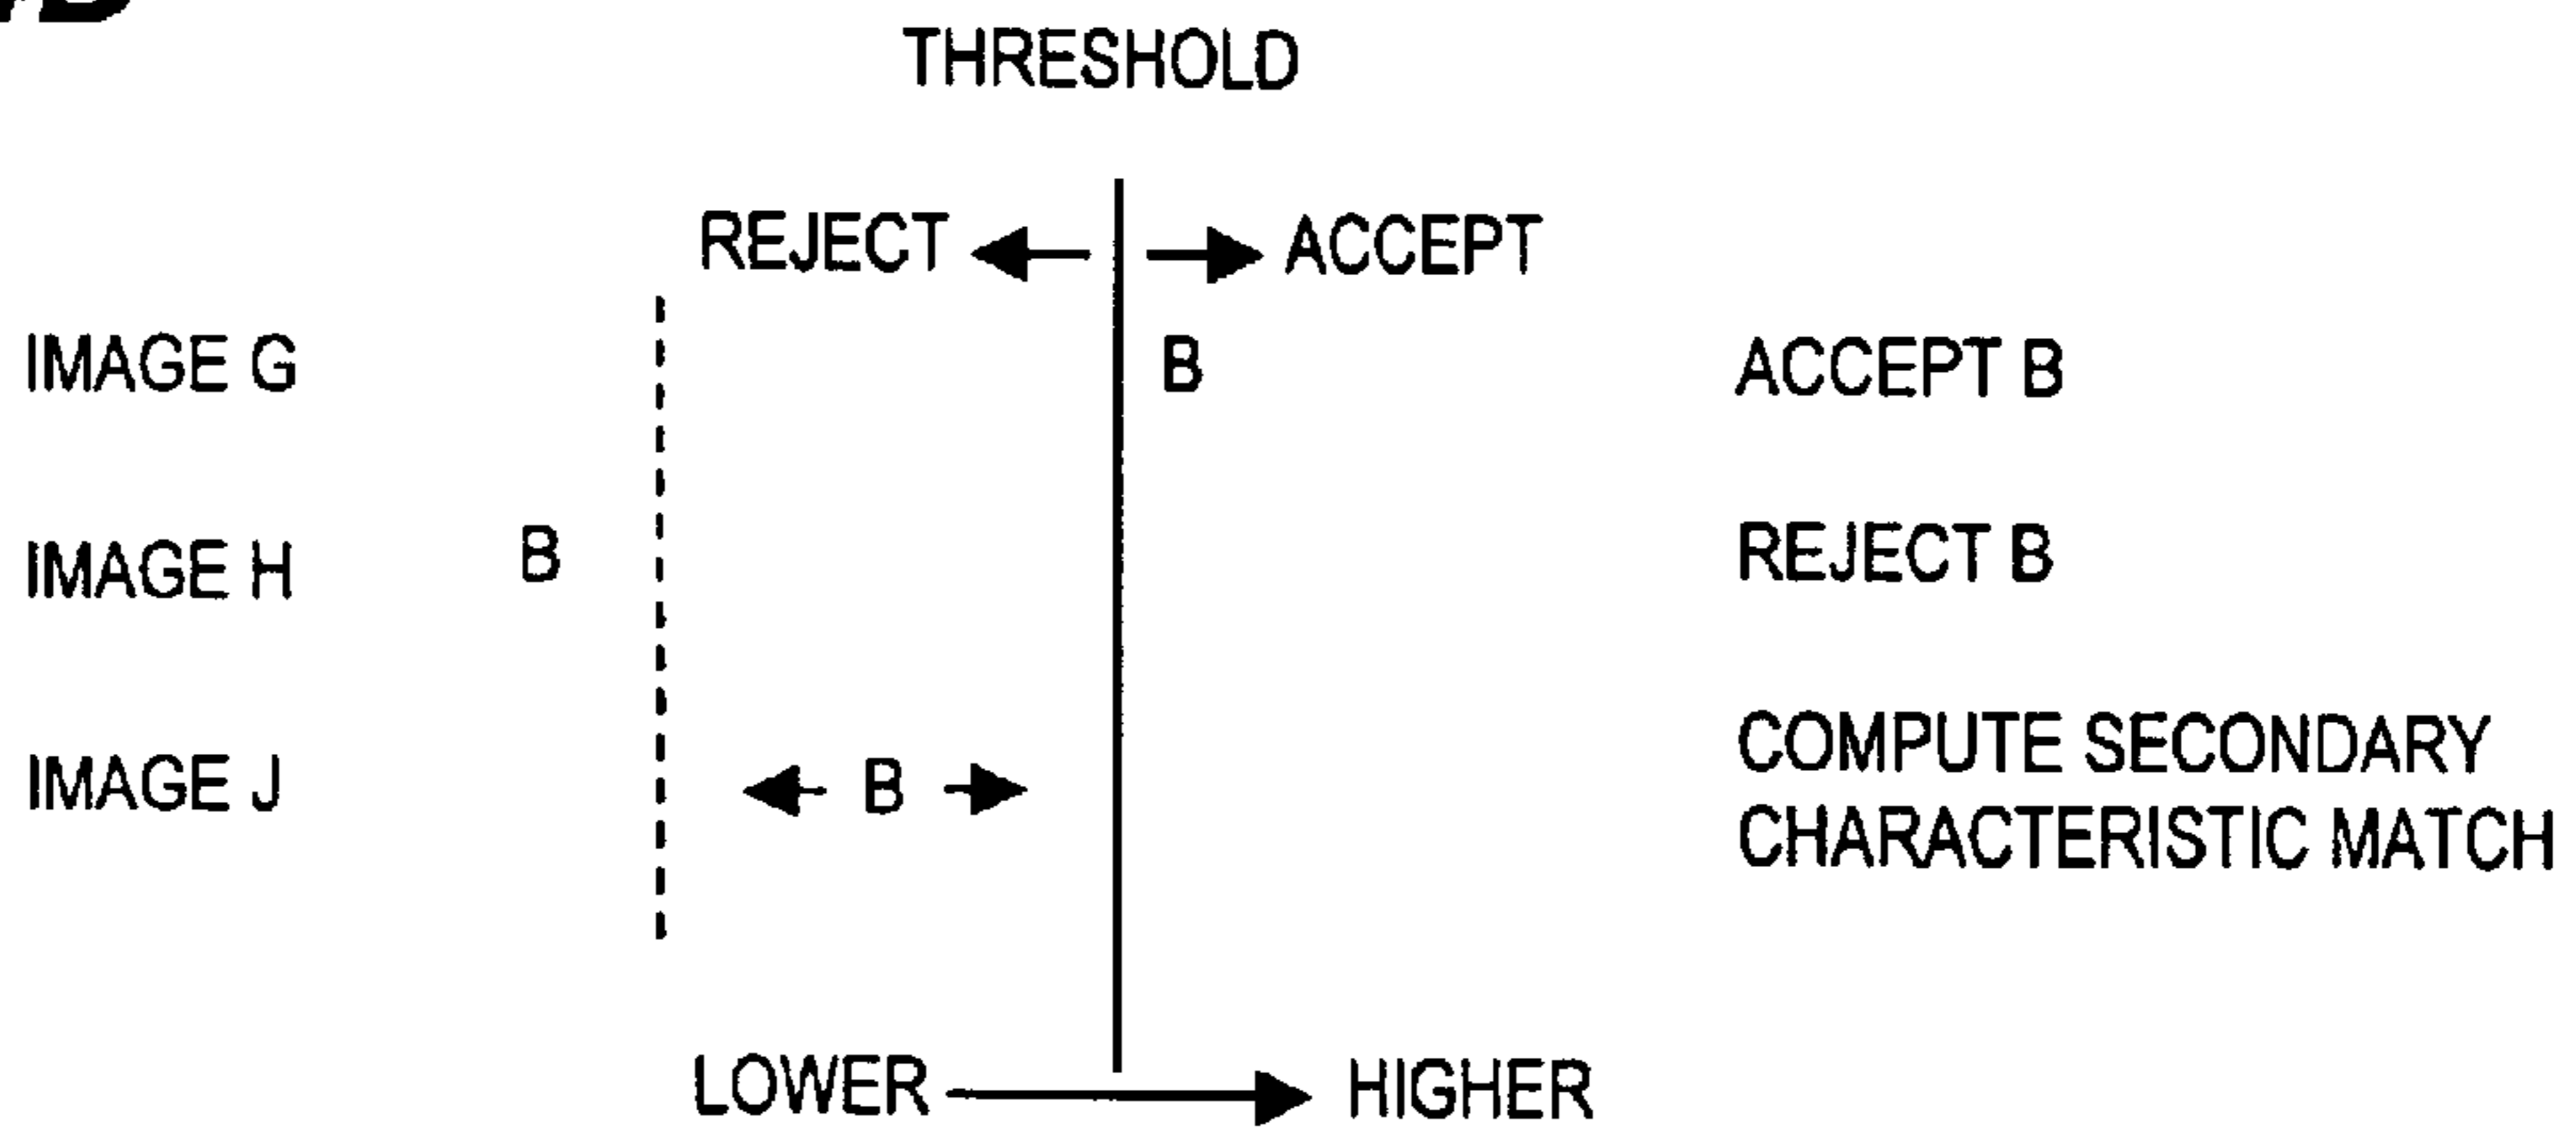 THRESHOLD
REJECT ACCEPT
IMAGE G B ACCEPT B
IMAGE H B REJECT B
IMAGE J B COMPUTE SECONDARY
CHARACTERISTIC MATCH
LOWER HIGHER